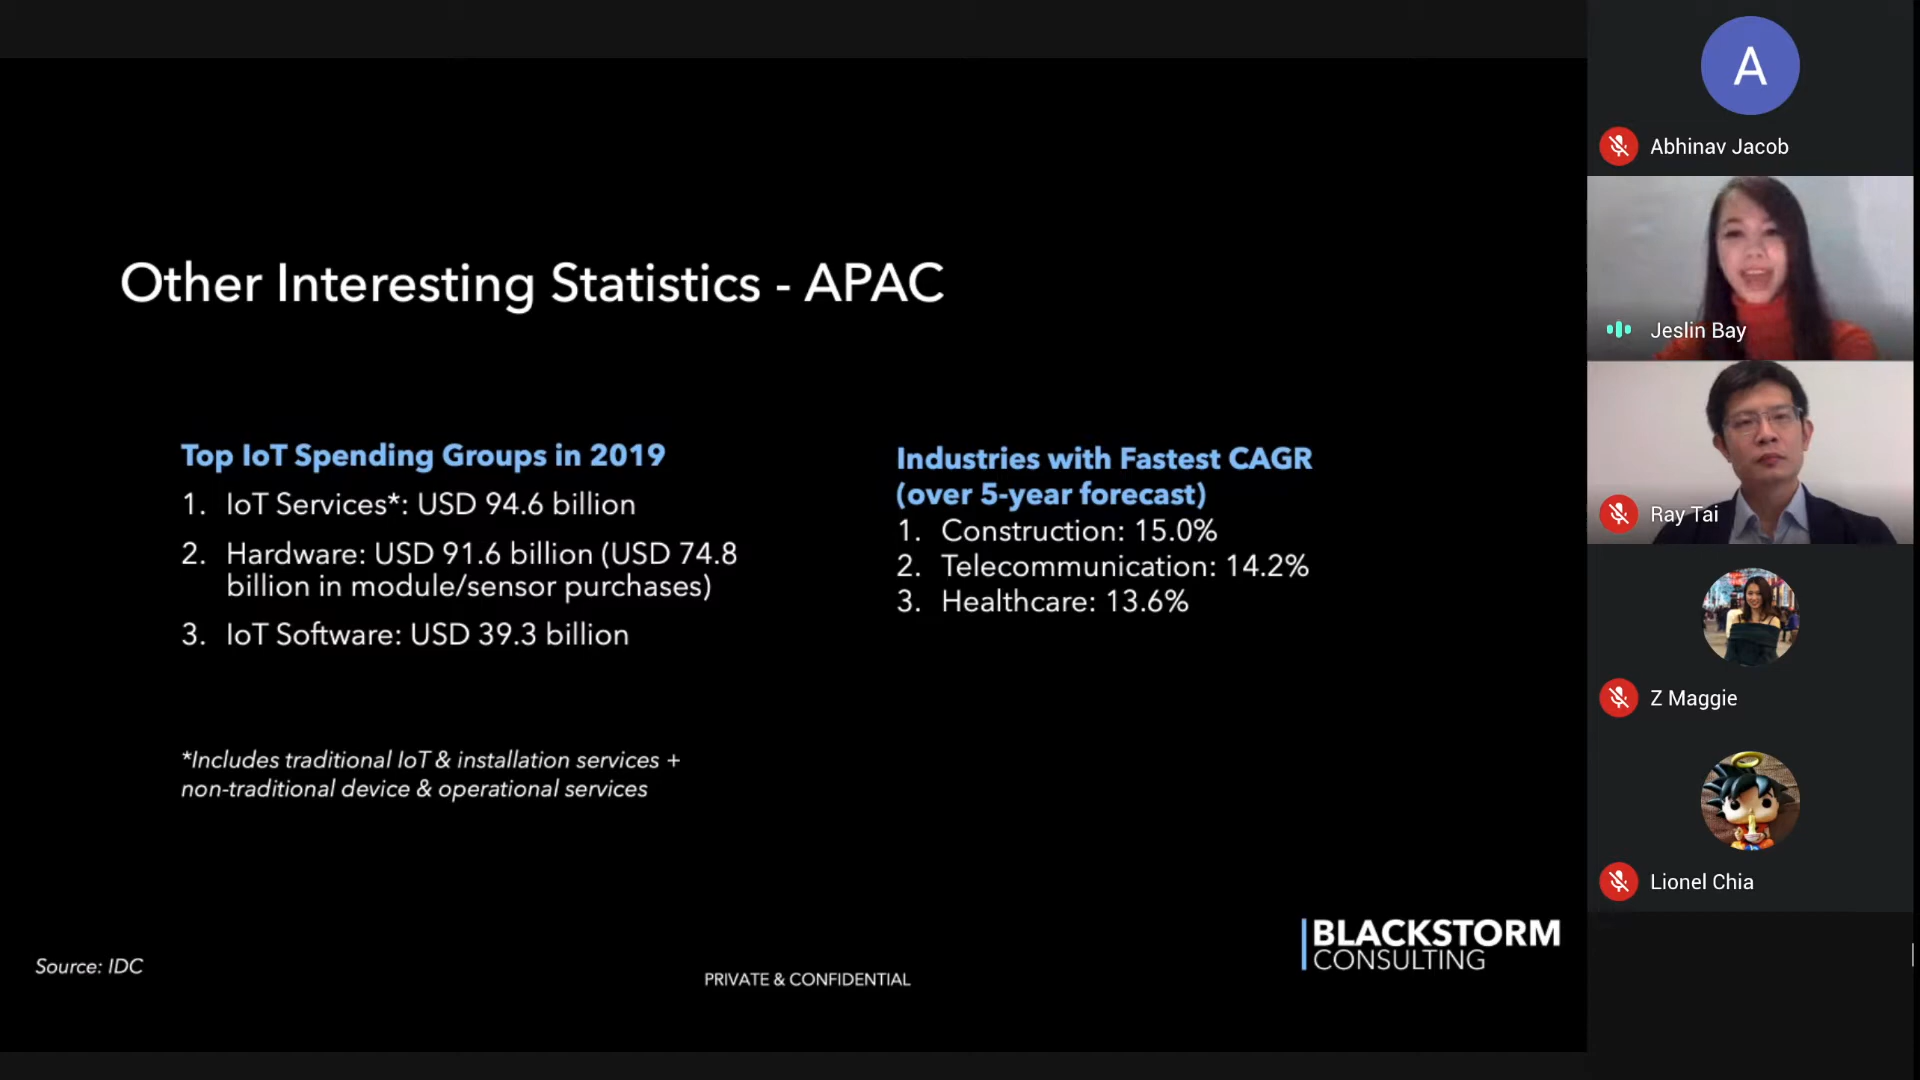 Other Interesting Statistics - APAC
Top IoT Spending Groups in 2019
1. IoT Services*: USD 94.6 billion
2. Hardware: USD 91.6 billion (USD 74.8
billion in module/sensor purchases)
3. IoT Software: USD 39.3 billion
*Includes traditional IoT & installation services +
non-traditional device & operational services
Industries with Fastest CAGR
(over 5-year forecast)
1. Construction: 15.0%
2. Telecommunication: 14.2%
3. Healthcare: 13.6%
Source: IDC
PRIVATE & CONFIDENTIAL
BLACKSTORM
CONSULTING
A
Abhinav Jacob
Jeslin Bay
Ray Tai
Z Maggie
Lionel Chia